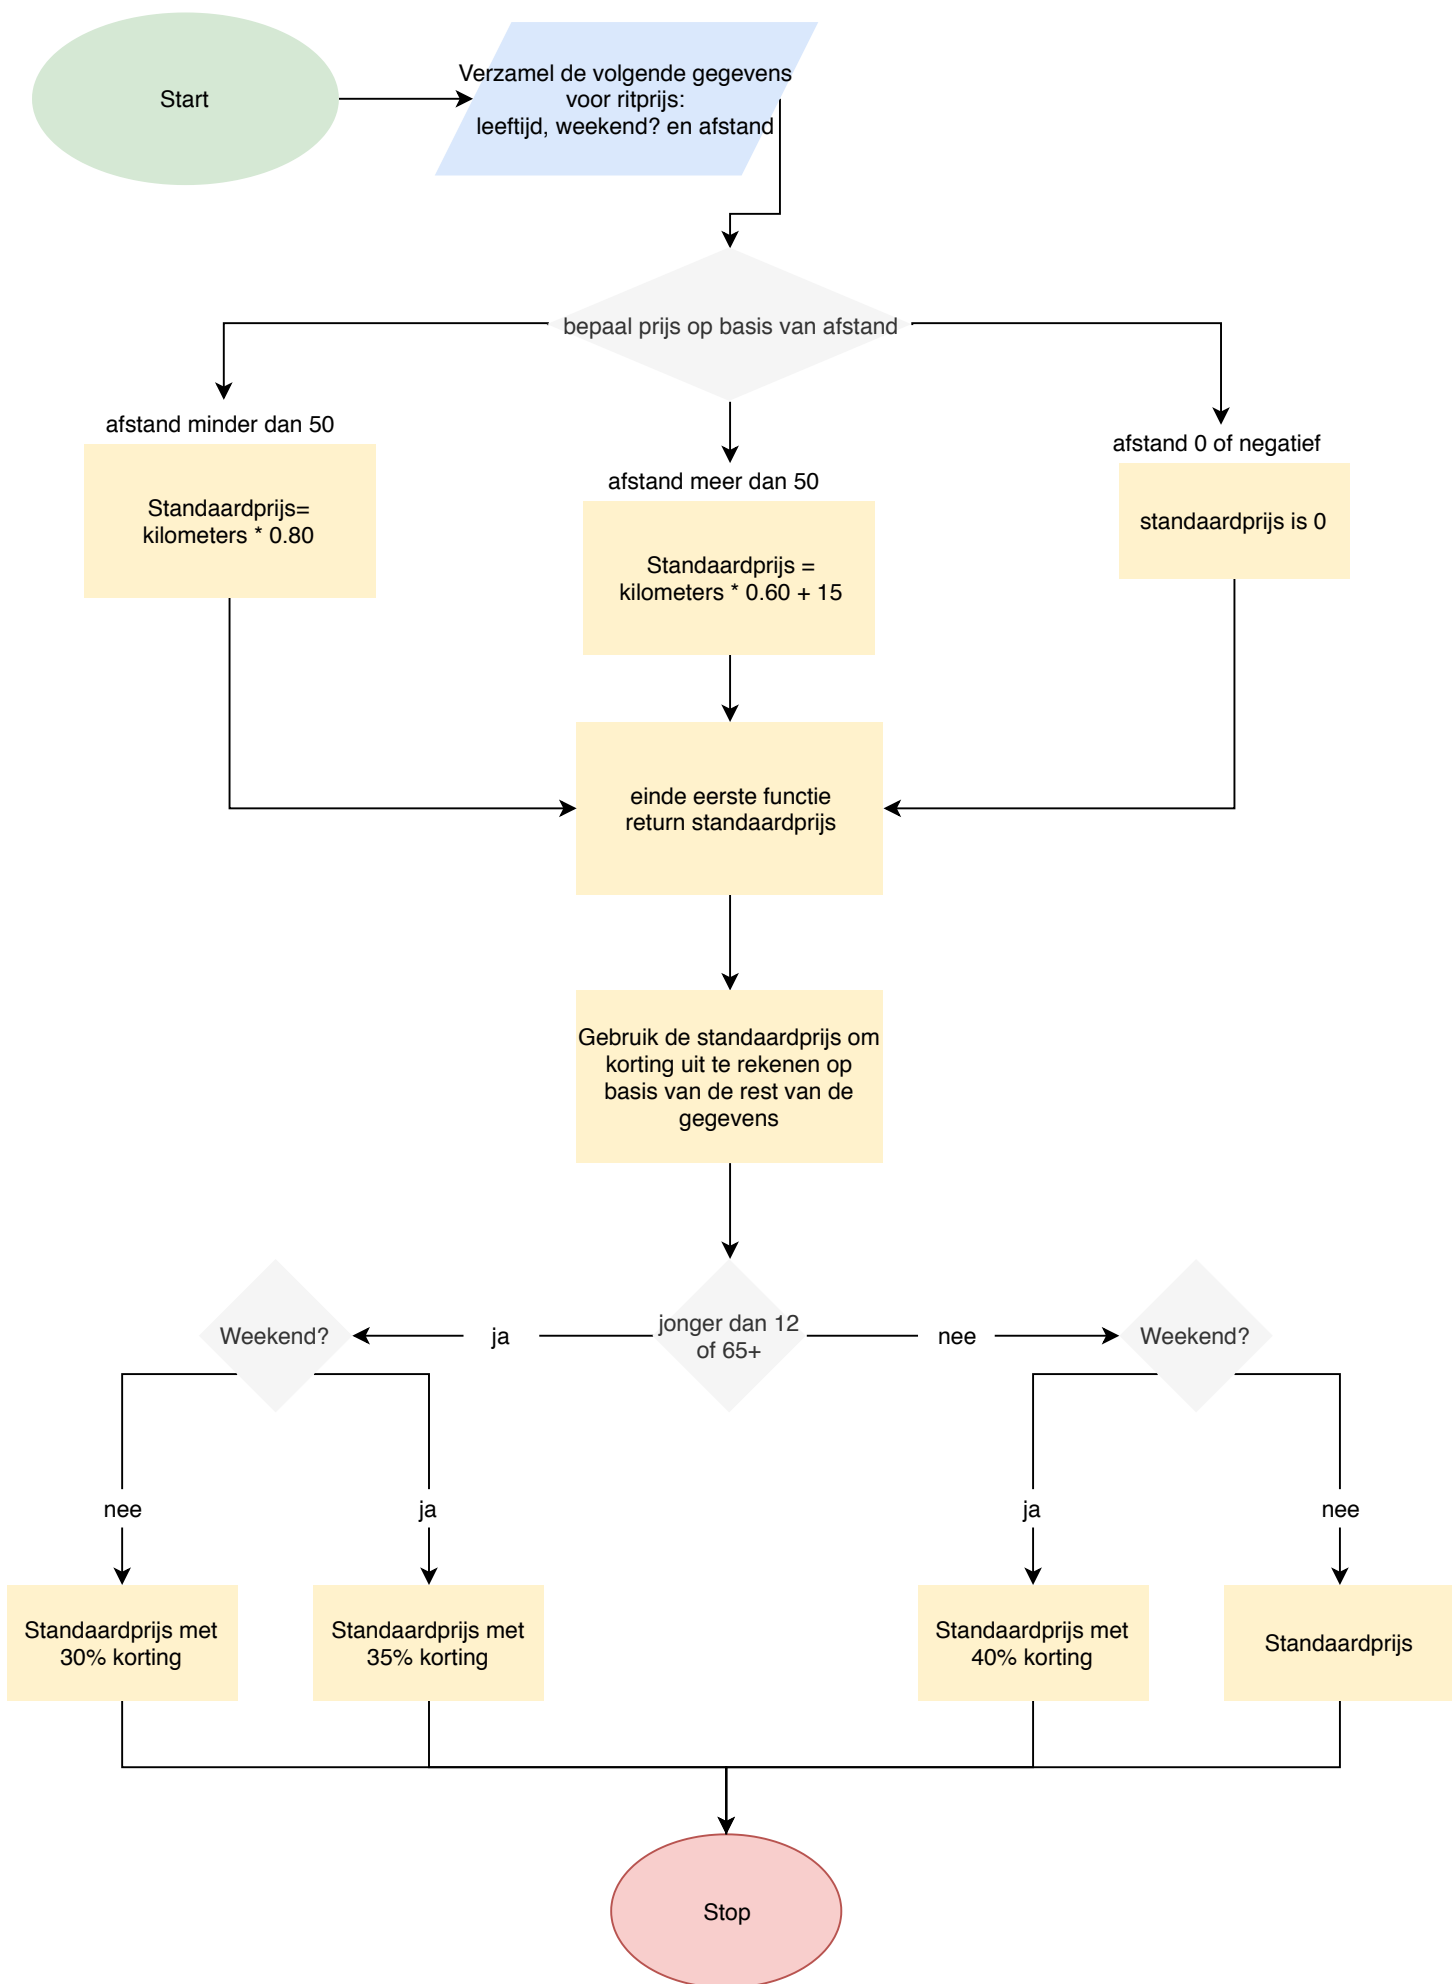 Start
Verzamel de volgende gegevens
voor ritprijs:
leeftijd, weekend? en afstand
bepaal prijs op basis van afstand
afstand minder dan 50
Standaardprijs=
kilometers * 0.80
afstand meer dan 50
Standaardprijs =
kilometers * 0.60 + 15
afstand 0 of negatief
standaardprijs is 0
einde eerste functie
return standaardprijs
Gebruik de standaardprijs om
korting uit te rekenen op
basis van de rest van de
gegevens
Weekend?
ja
jonger dan 12
of 65+
nee
Weekend?
nee
ja
ja
nee
Standaardprijs met
30% korting
Standaardprijs met
35% korting
Standaardprijs met
40% korting
Standaardprijs
Stop